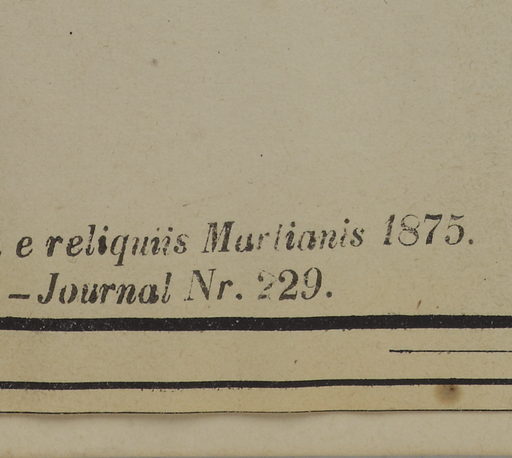 . e reliquiis Martianis 1875.
– Journal Nr. 229.